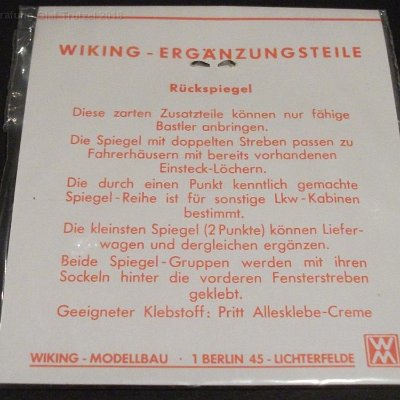 WIKING - ERGÄNZUNGSTEILE
Rückspiegel
Diese zarten Zusatzteile können nur fähige
Bastler anbringen.
Die Spiegel mit doppelten Streben passen zu
Fahrerhäusern mit bereits vorhandenen
Einsteck-Löchern.
Die durch einen Punkt kenntlich gemachte
Spiegel-Reihe ist für sonstige Lkw-Kabinen
bestimmt.
Die kleinsten Spiegel (2 Punkte) können Liefer-
wagen und dergleichen ergänzen.
Beide Spiegel-Gruppen werden mit ihren
Sockeln hinter die vorderen Fensterstreben
geklebt.
Geeigneter Klebstoff: Pritt Allesklebe-Creme
WIKING - MODELLBAU · 1 BERLIN 45 - LICHTERFELDE
WM